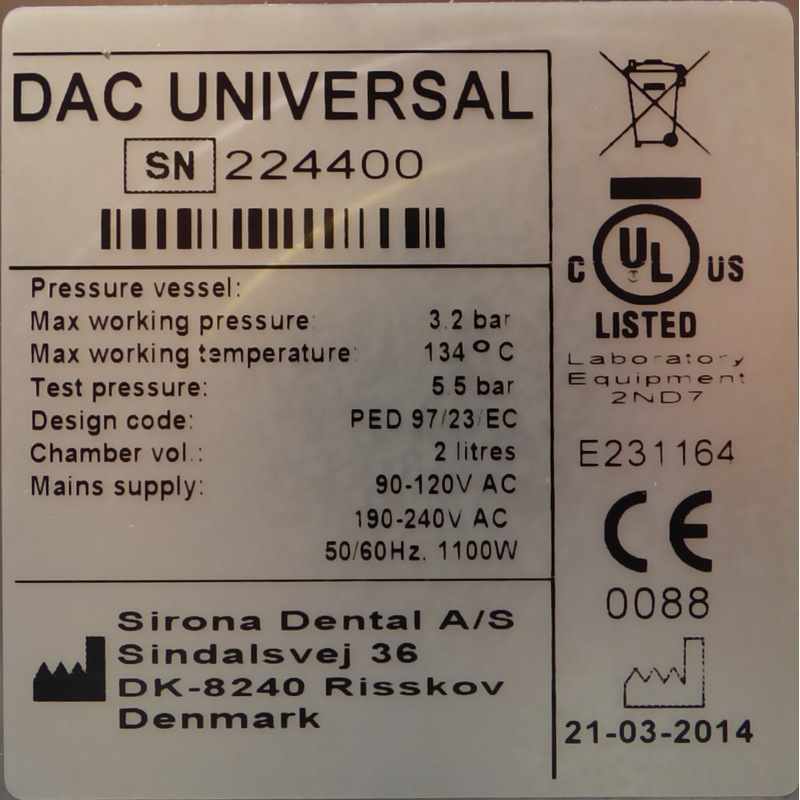 DAC UNIVERSAL
SN 224400
Pressure vessel:
Max working pressure: 3.2 bar
Max working temperature: 134º C
Test pressure: 5.5 bar
Design code: PED 97/23/EC
Chamber vol.: 2 litres
Mains supply: 90-120V AC
190-240V AC
50/60Hz. 1100W
Sirona Dental A/S
Sindalsvej 36
DK-8240 Risskov
Denmark
C UL US
LISTED
Laboratory
Equipment
2ND7
E231164
CE
0088
21-03-2014